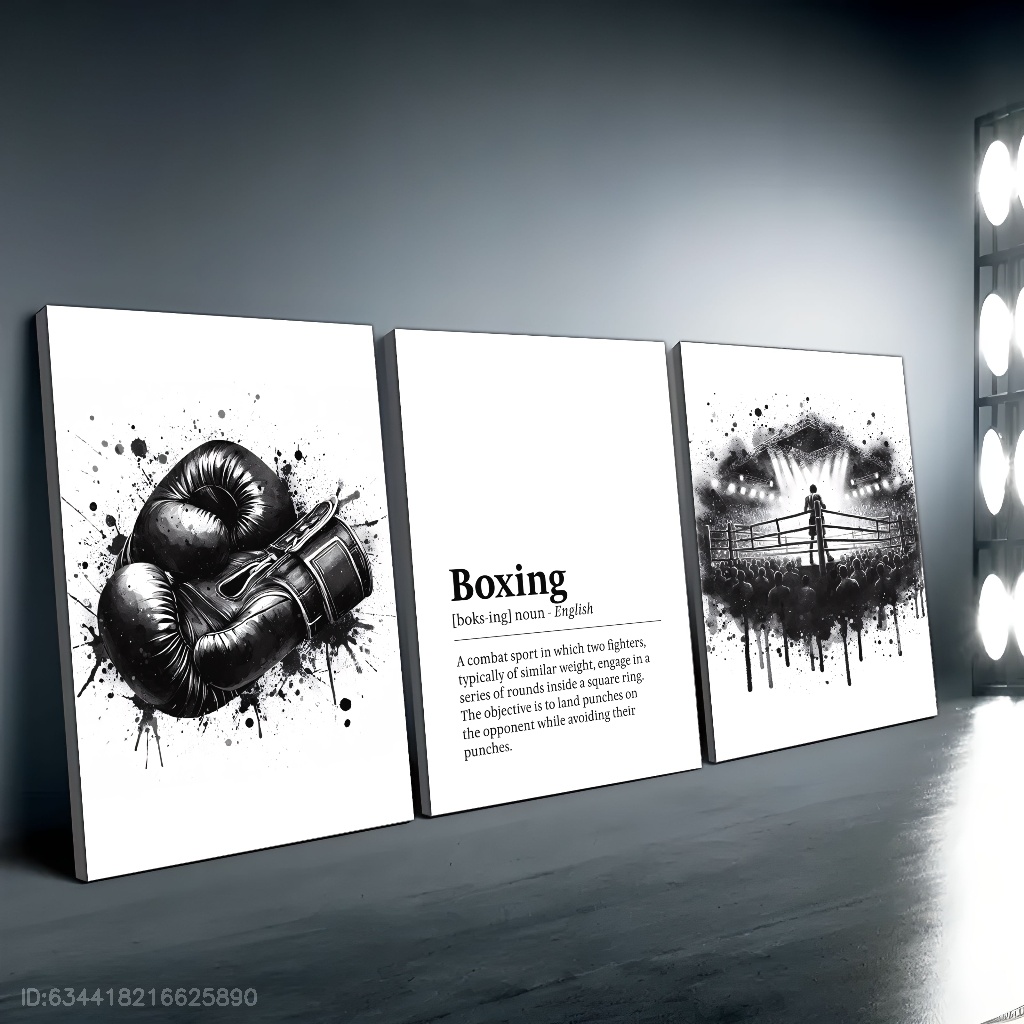 Boxing
[boks-ing] noun - English
A combat sport in which two fighters,
typically of similar weight, engage in a
series of rounds inside a square ring.
The objective is to land punches on
the opponent while avoiding their
punches.
ID:634418216625890